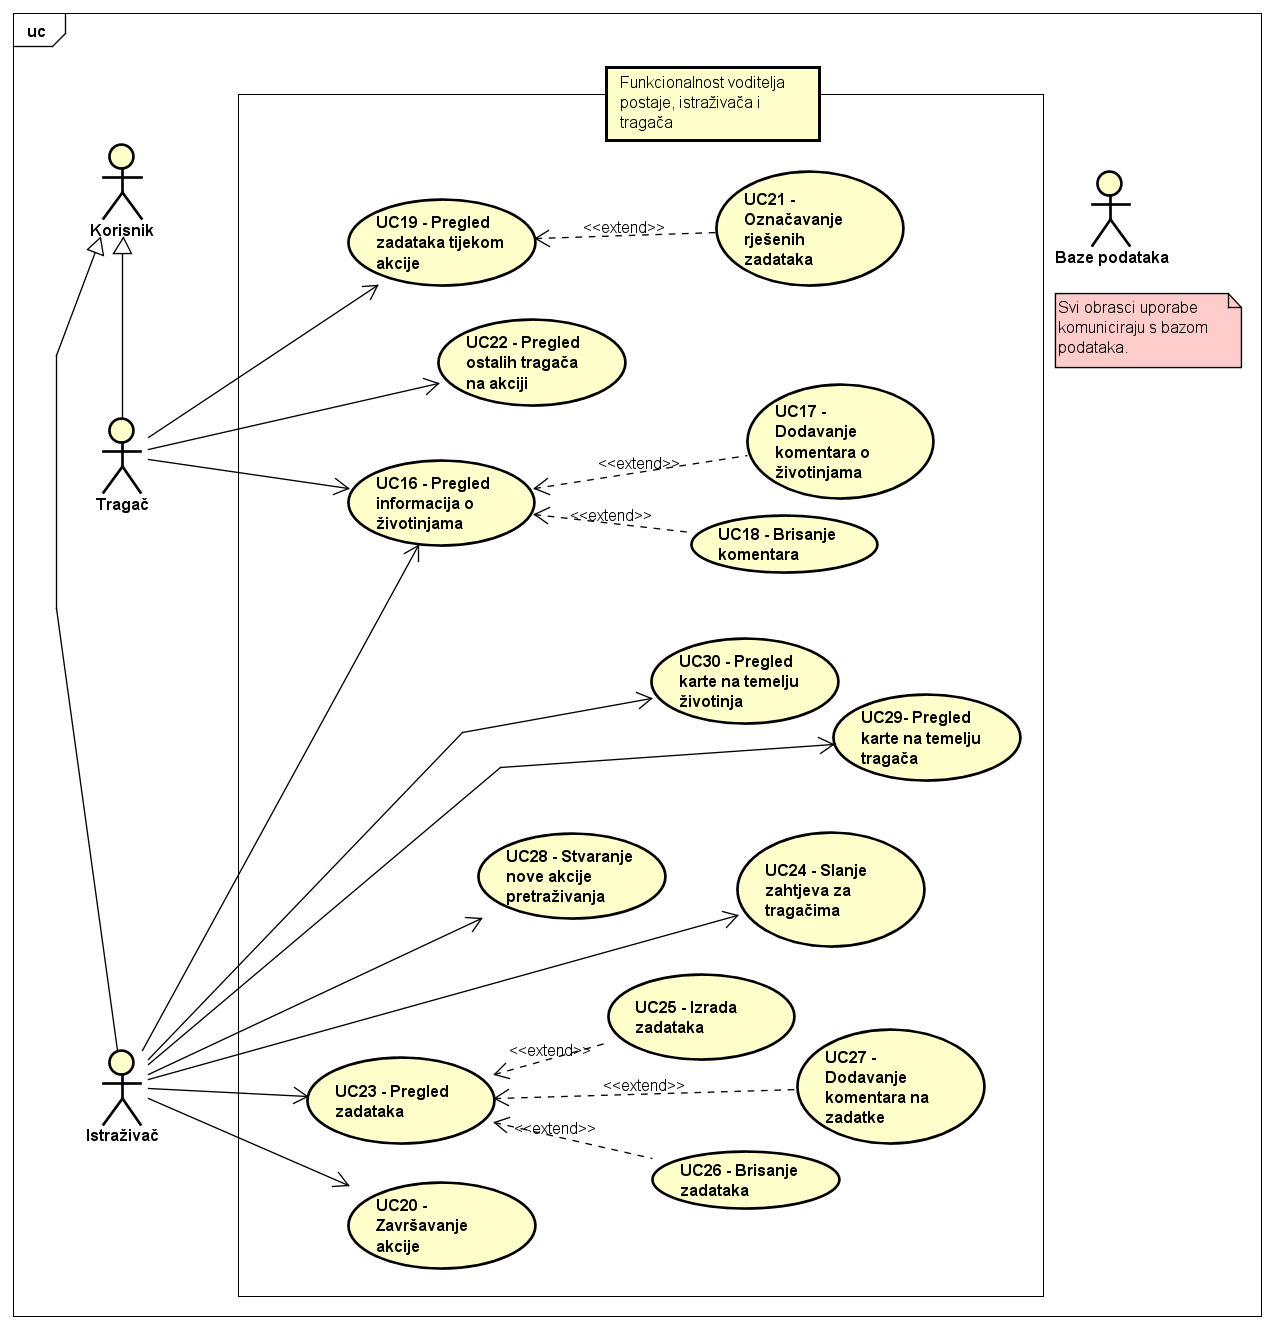 uc
Funkcionalnost voditelja
postaje, istraživača i
tragača
Korisnik
UC19 - Pregled
zadataka tijekom
akcije
<<extend>>
UC21 -
Označavanje
rješenih
zadataka
Baze podataka
Svi obrasci uporabe
komuniciraju s bazom
podataka.
UC22 - Pregled
ostalih tragača
na akciji
Tragač
UC16 - Pregled
informacija o
životinjama
<<extend>>
UC17 -
Dodavanje
komentara o
životinjama
<<extend>>
UC18 - Brisanje
komentara
UC30 - Pregled
karte na temelju
životinja
UC29- Pregled
karte na temelju
tragača
UC28 - Stvaranje
nove akcije
pretraživanja
UC24 - Slanje
zahtjeva za
tragačima
UC25 - Izrada
zadataka
<<extend>>
Istraživač
UC23 - Pregled
zadataka
<<extend>>
UC27 -
Dodavanje
komentara na
zadatke
<<extend>>
UC26 - Brisanje
zadataka
UC20 -
Završavanje
akcije